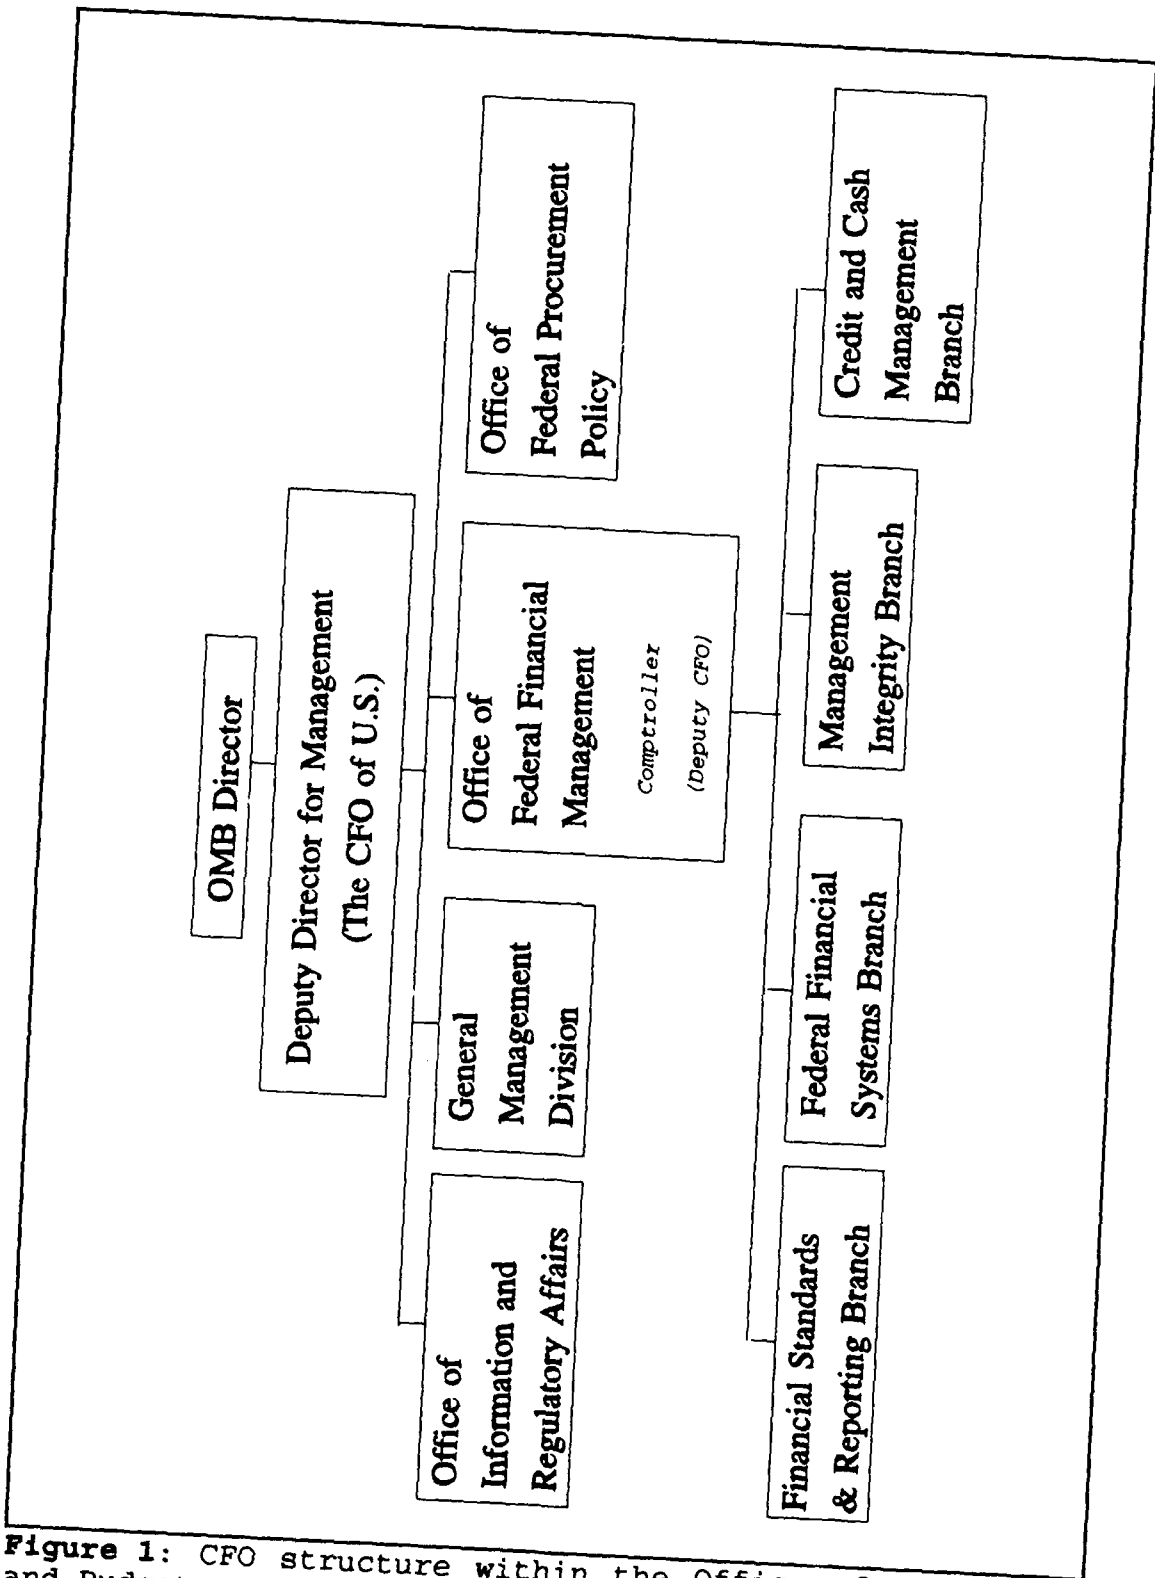 OMB Director
Deputy Director for Management
(The CFO of U.S.)
Office of
Information and
Regulatory Affairs
General
Management
Division
Office of
Federal Financial
Management
Comptroller
(Deputy CFO)
Office of
Federal Procurement
Policy
Financial Standards
& Reporting Branch
Federal Financial
Systems Branch
Management
Integrity Branch
Credit and Cash
Management
Branch
Figure 1: CFO structure within the